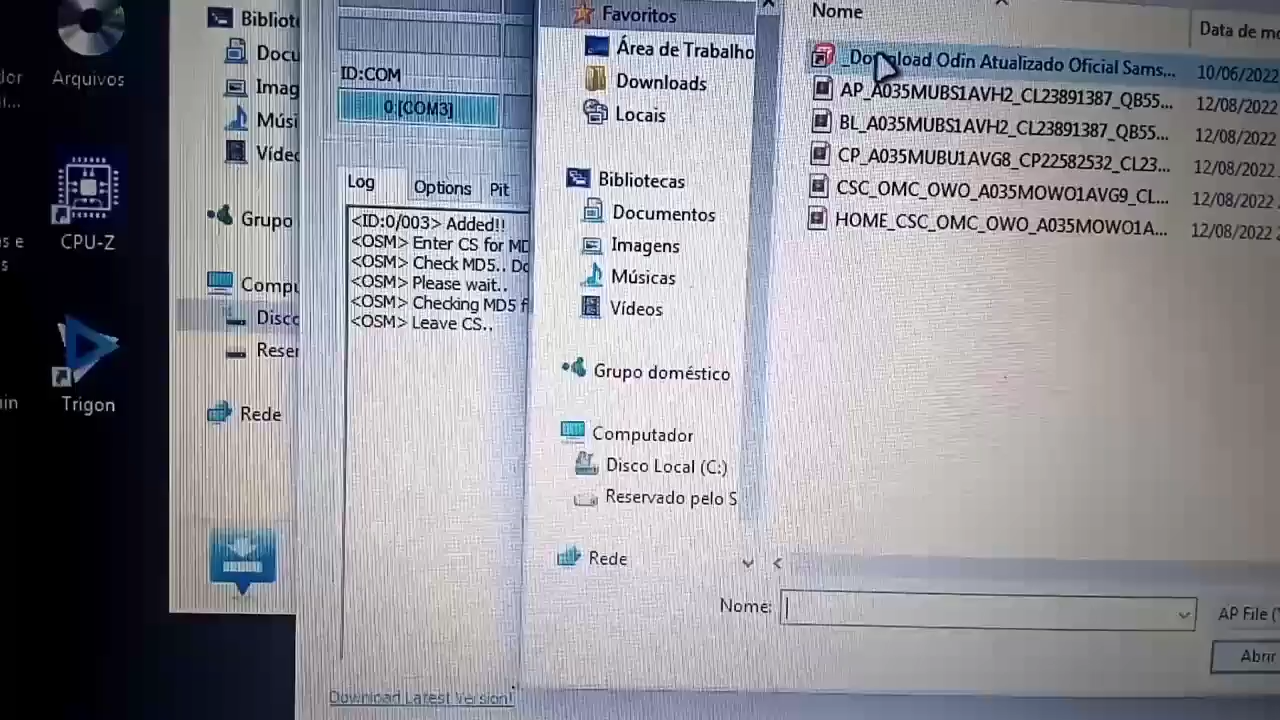 Arquivos
CPU-Z
Trigon
Bibliot
Docu
Imag
Músi
Vídeo
Grupo
Compu
Disco
Reser
Rede
ID:COM
0:[COM3]
Log
Options
Pit
<ID:0/003> Added!!
<OSM> Enter CS for MD
<OSM> Check MD5.. Do
<OSM> Please wait..
<OSM> Checking MD5 f
<OSM> Leave CS..
Download Latest Version!
Favoritos
Área de Trabalho
Downloads
Locais
Bibliotecas
Documentos
Imagens
Músicas
Vídeos
Grupo doméstico
Computador
Disco Local (C:)
Reservado pelo S
Rede
Nome
Data de mo
_Download Odin Atualizado Oficial Sams... 10/06/2022
AP_A035MUBS1AVH2_CL23891387_QB55... 12/08/2022
BL_A035MUBS1AVH2_CL23891387_QB55... 12/08/2022
CP_A035MUBU1AVG8_CP22582532_CL23... 12/08/2022
CSC_OMC_OWO_A035MOWO1AVG9_CL... 12/08/2022
HOME_CSC_OMC_OWO_A035MOWO1A... 12/08/2022
Nome:
AP File (
Abrir